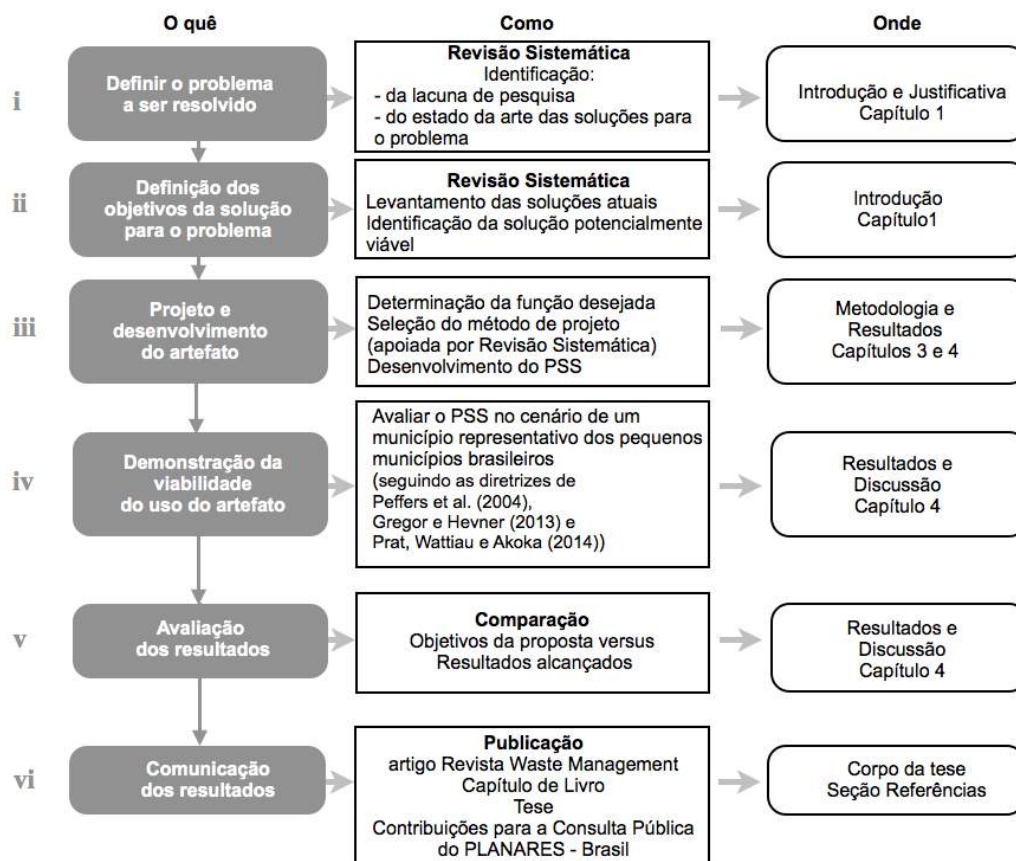 O quê
Como
Onde
i
Definir o problema
a ser resolvido
Revisão Sistemática
Identificação:
- da lacuna de pesquisa
- do estado da arte das soluções para
o problema
Introdução e Justificativa
Capítulo 1
ii
Definição dos
objetivos da solução
para o problema
Revisão Sistemática
Levantamento das soluções atuais
Identificação da solução potencialmente
viável
Introdução
Capítulo1
iii
Projeto e
desenvolvimento
do artefato
Determinação da função desejada
Seleção do método de projeto
(apoiada por Revisão Sistemática)
Desenvolvimento do PSS
Metodologia e
Resultados
Capítulos 3 e 4
iv
Demonstração da
viabilidade
do uso do artefato
Avaliar o PSS no cenário de um
município representativo dos pequenos
municípios brasileiros
(seguindo as diretrizes de
Peffers et al. (2004),
Gregor e Hevner (2013) e
Prat, Wattiau e Akoka (2014))
Resultados e
Discussão
Capítulo 4
v
Avaliação
dos resultados
Comparação
Objetivos da proposta versus
Resultados alcançados
Resultados e
Discussão
Capítulo 4
vi
Comunicação
dos resultados
Publicação
artigo Revista Waste Management
Capítulo de Livro
Tese
Contribuições para a Consulta Pública
do PLANARES - Brasil
Corpo da tese
Seção Referências